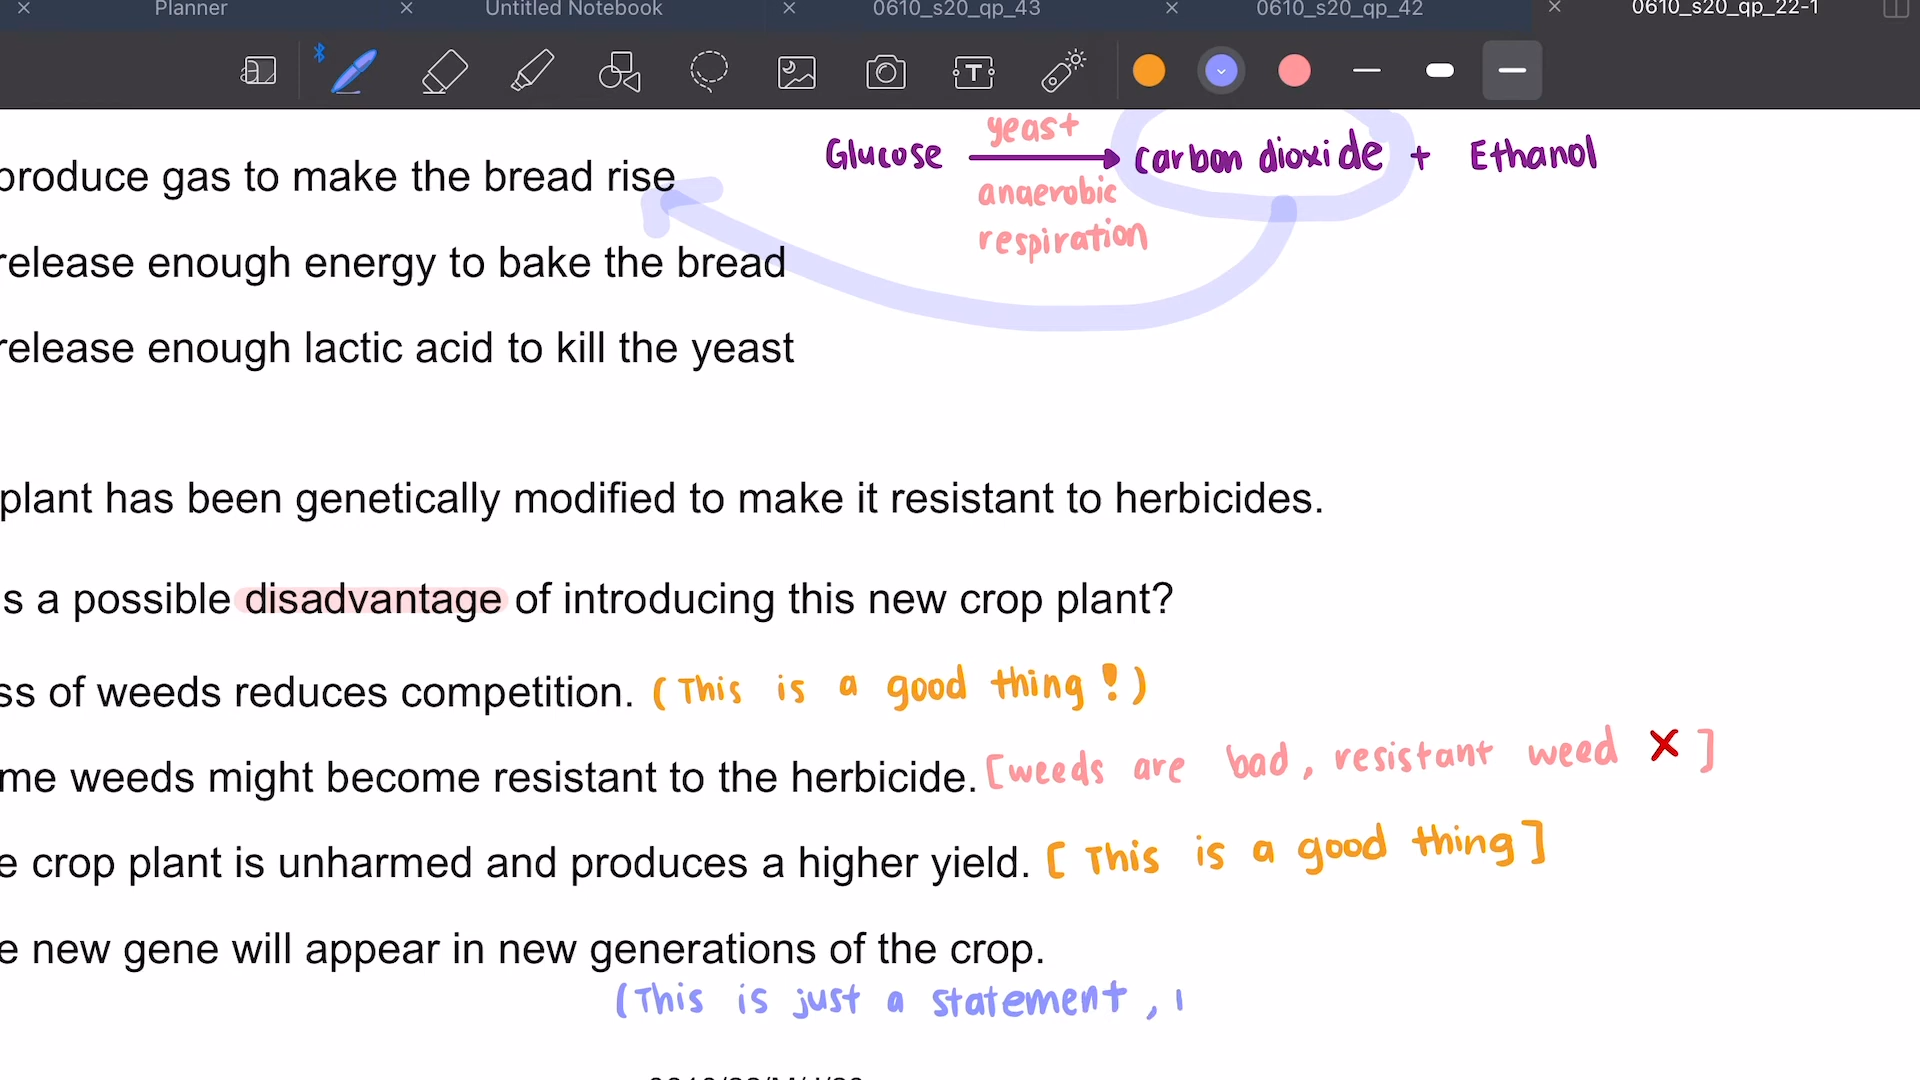 Planner Untitled Notebook 0610_s20_qp_43 0610_s20_qp_42 0610_s20_qp_22-1
T
yeast
Glucose → carbon dioxide + Ethanol
produce gas to make the bread rise
anaerobic
respiration
release enough energy to bake the bread
release enough lactic acid to kill the yeast
plant has been genetically modified to make it resistant to herbicides.
s a possible disadvantage of introducing this new crop plant?
ss of weeds reduces competition. (This is a good thing!)
me weeds might become resistant to the herbicide. [weeds are bad, resistant weed X]
e crop plant is unharmed and produces a higher yield. [This is a good thing]
e new gene will appear in new generations of the crop.
(This is just a statement,